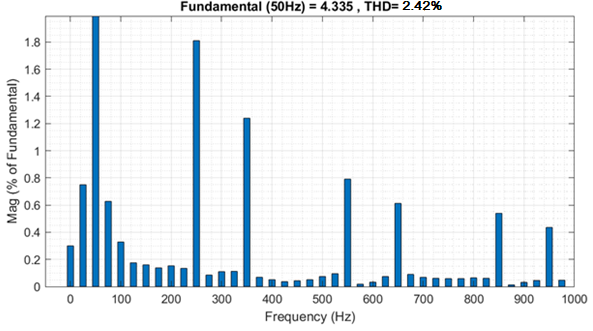 Fundamental (50Hz) = 4.335 , THD= 2.42%
Mag (% of Fundamental)
1.8
1.6
1.4
1.2
1
0.8
0.6
0.4
0.2
0
0 100 200 300 400 500 600 700 800 900 1000
Frequency (Hz)